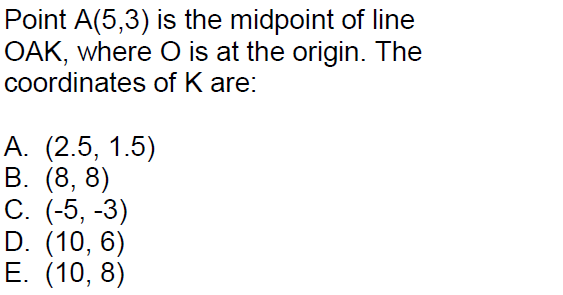 Point A(5,3) is the midpoint of line
OAK, where O is at the origin. The
coordinates of K are:
A. (2.5, 1.5)
B. (8, 8)
C. (-5, -3)
D. (10, 6)
E. (10, 8)